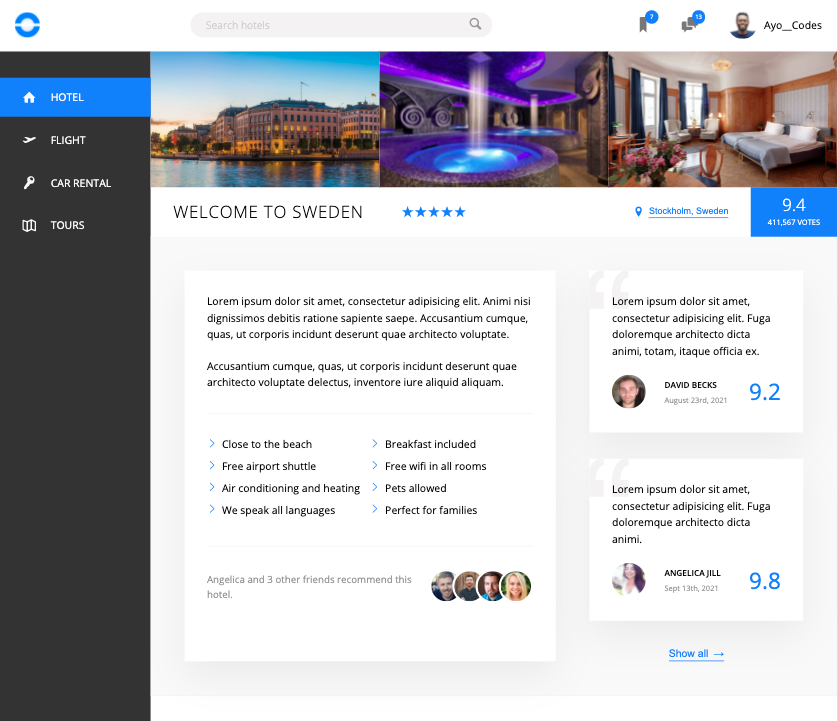 Search hotels
7
13
Ayo__Codes
HOTEL
FLIGHT
CAR RENTAL
TOURS
WELCOME TO SWEDEN
Stockholm, Sweden
9.4
411,567 VOTES
Lorem ipsum dolor sit amet, consectetur adipisicing elit. Animi nisi
dignissimos debitis ratione sapiente saepe. Accusantium cumque,
quas, ut corporis incidunt deserunt quae architecto voluptate.
Accusantium cumque, quas, ut corporis incidunt deserunt quae
architecto voluptate delectus, inventore iure aliquid aliquam.
Close to the beach
Free airport shuttle
Air conditioning and heating
We speak all languages
Breakfast included
Free wifi in all rooms
Pets allowed
Perfect for families
Angelica and 3 other friends recommend this
hotel.
“
Lorem ipsum dolor sit amet,
consectetur adipisicing elit. Fuga
doloremque architecto dicta
animi, totam, itaque officia ex.
DAVID BECKS
August 23rd, 2021
9.2
“
Lorem ipsum dolor sit amet,
consectetur adipisicing elit. Fuga
doloremque architecto dicta
animi.
ANGELICA JILL
Sept 13th, 2021
9.8
Show all →